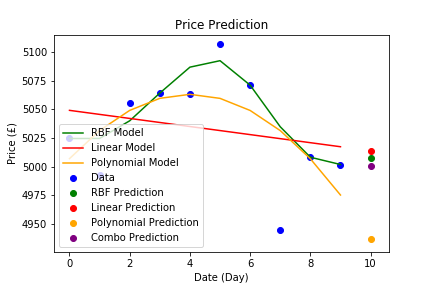 Price Prediction
5100
5075
5050
5025
5000
4975
4950
Price (£)
RBF Model
Linear Model
Polynomial Model
Data
RBF Prediction
Linear Prediction
Polynomial Prediction
Combo Prediction
0 2 4 6 8 10
Date (Day)